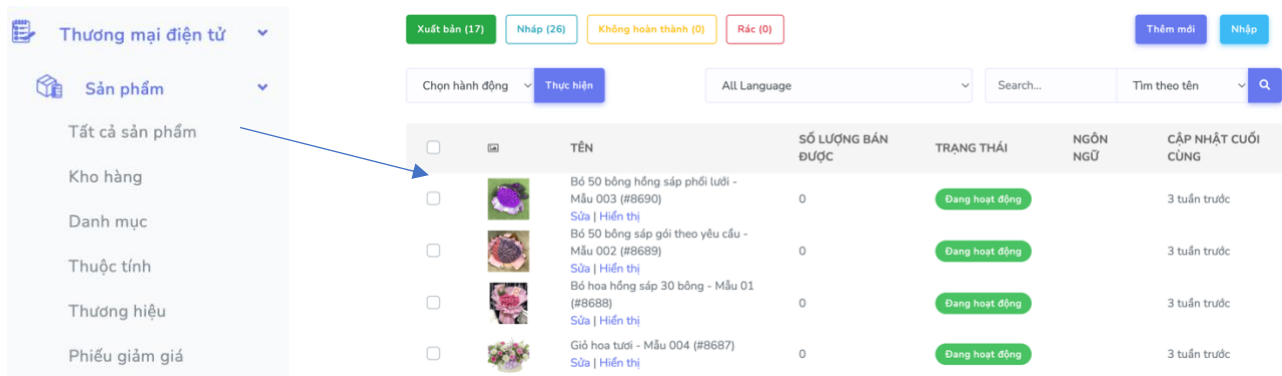 Thương mại điện tử
Sản phẩm
Tất cả sản phẩm
Kho hàng
Danh mục
Thuộc tính
Thương hiệu
Phiếu giảm giá
Xuất bản (17) Nháp (26) Không hoàn thành (0) Rác (0) Thêm mới Nhập
Chọn hành động Thực hiện All Language Search... Tìm theo tên
TÊN SỐ LƯỢNG BÁN ĐƯỢC TRẠNG THÁI NGÔN NGỮ CẬP NHẬT CUỐI CÙNG
Bó 50 bông hồng sáp phối lưới -
Mẫu 003 (#8690) 0 Đang hoạt động 3 tuần trước
Sửa | Hiển thị
Bó 50 bông sáp gói theo yêu cầu -
Mẫu 002 (#8689) 0 Đang hoạt động 3 tuần trước
Sửa | Hiển thị
Bó hoa hồng sáp 30 bông - Mẫu 01
(#8688) 0 Đang hoạt động 3 tuần trước
Sửa | Hiển thị
Giỏ hoa tươi - Mẫu 004 (#8687) 0 Đang hoạt động 3 tuần trước
Sửa | Hiển thị